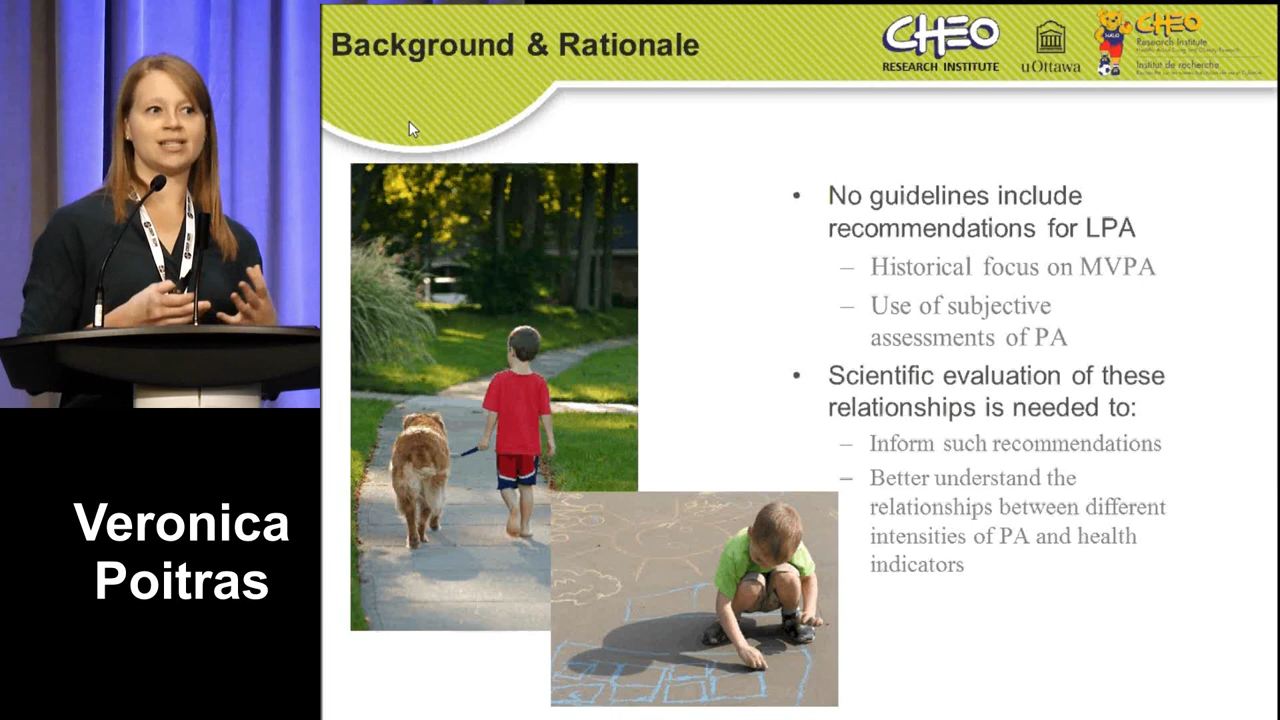 Background & Rationale
CHEO
RESEARCH INSTITUTE
uOttawa
HALO
CHEO
Research Institute
Institut de recherche
• No guidelines include
recommendations for LPA
– Historical focus on MVPA
– Use of subjective
assessments of PA
• Scientific evaluation of these
relationships is needed to:
– Inform such recommendations
– Better understand the
relationships between different
intensities of PA and health
indicators
Veronica
Poitras